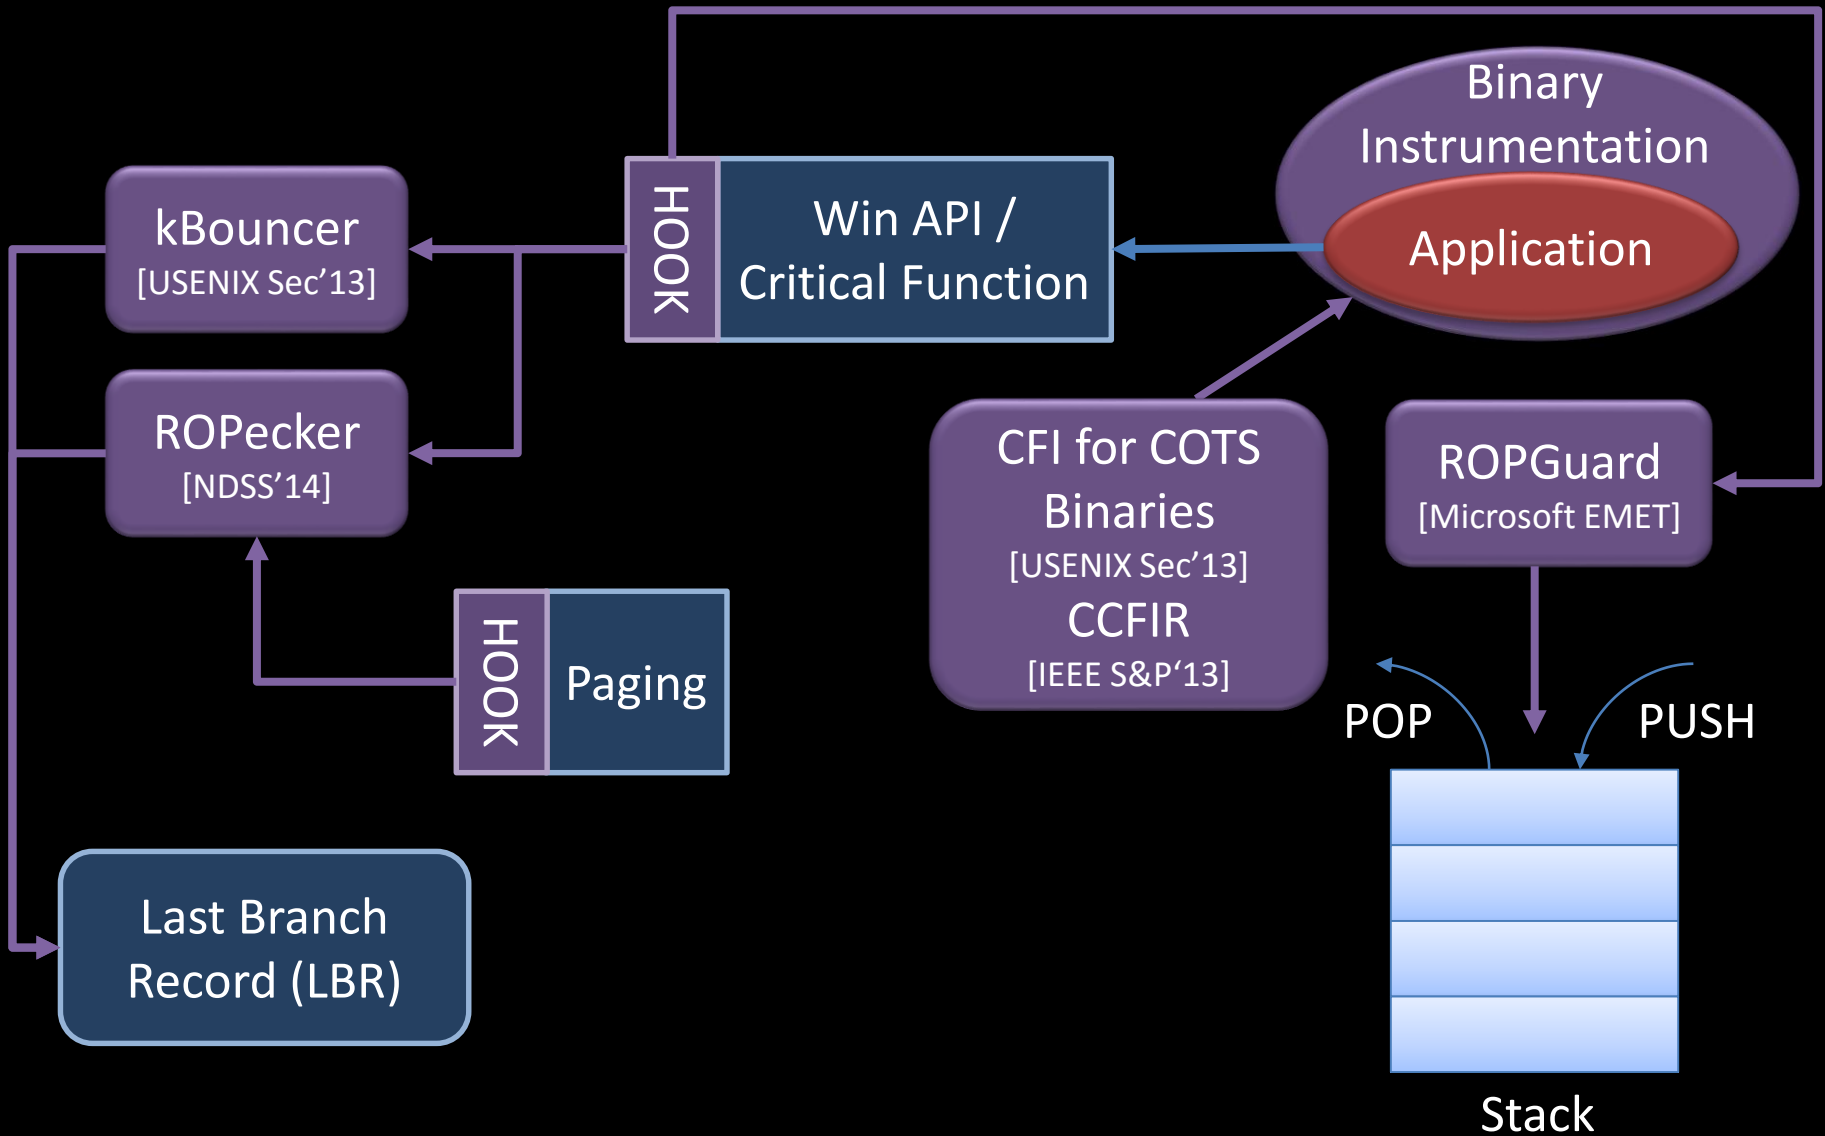 Binary
Instrumentation
Application
HOOK
Win API /
Critical Function
kBouncer
[USENIX Sec’13]
ROPecker
[NDSS’14]
CFI for COTS
Binaries
[USENIX Sec’13]
CCFIR
[IEEE S&P‘13]
ROPGuard
[Microsoft EMET]
HOOK
Paging
POP
PUSH
Last Branch
Record (LBR)
Stack